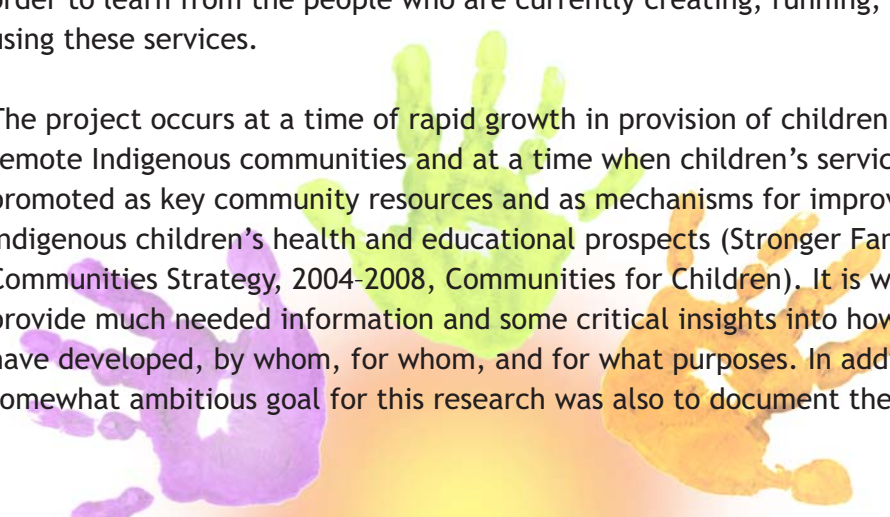 order to learn from the people who are currently creating, running,
using these services.
The project occurs at a time of rapid growth in provision of children
remote Indigenous communities and at a time when children's servic
promoted as key community resources and as mechanisms for improv
Indigenous children's health and educational prospects (Stronger Fam
Communities Strategy, 2004-2008, Communities for Children). It is w
provide much needed information and some critical insights into how
have developed, by whom, for whom, and for what purposes. In add
somewhat ambitious goal for this research was also to document the